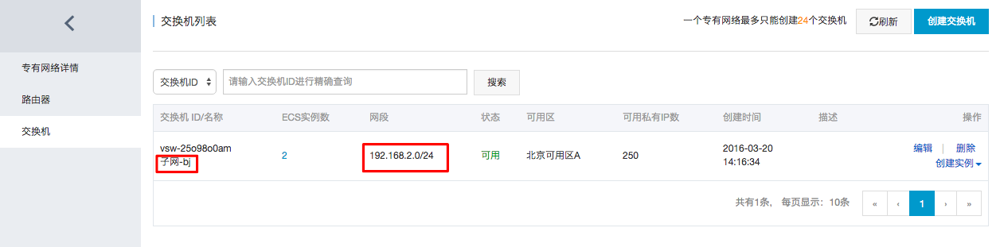 交换机列表
一个专有网络最多只能创建24个交换机
刷新
创建交换机
专有网络详情
路由器
交换机
交换机ID
请输入交换机ID进行精确查询
搜索
交换机 ID/名称 ECS实例数 网段 状态 可用区 可用私有IP数 创建时间 描述 操作
vsw-25o98o0am
子网-bj
2
192.168.2.0/24
可用
北京可用区A
250
2016-03-20
14:16:34
编辑 | 删除
创建实例
共有1条， 每页显示：10条
« ‹ 1 › »